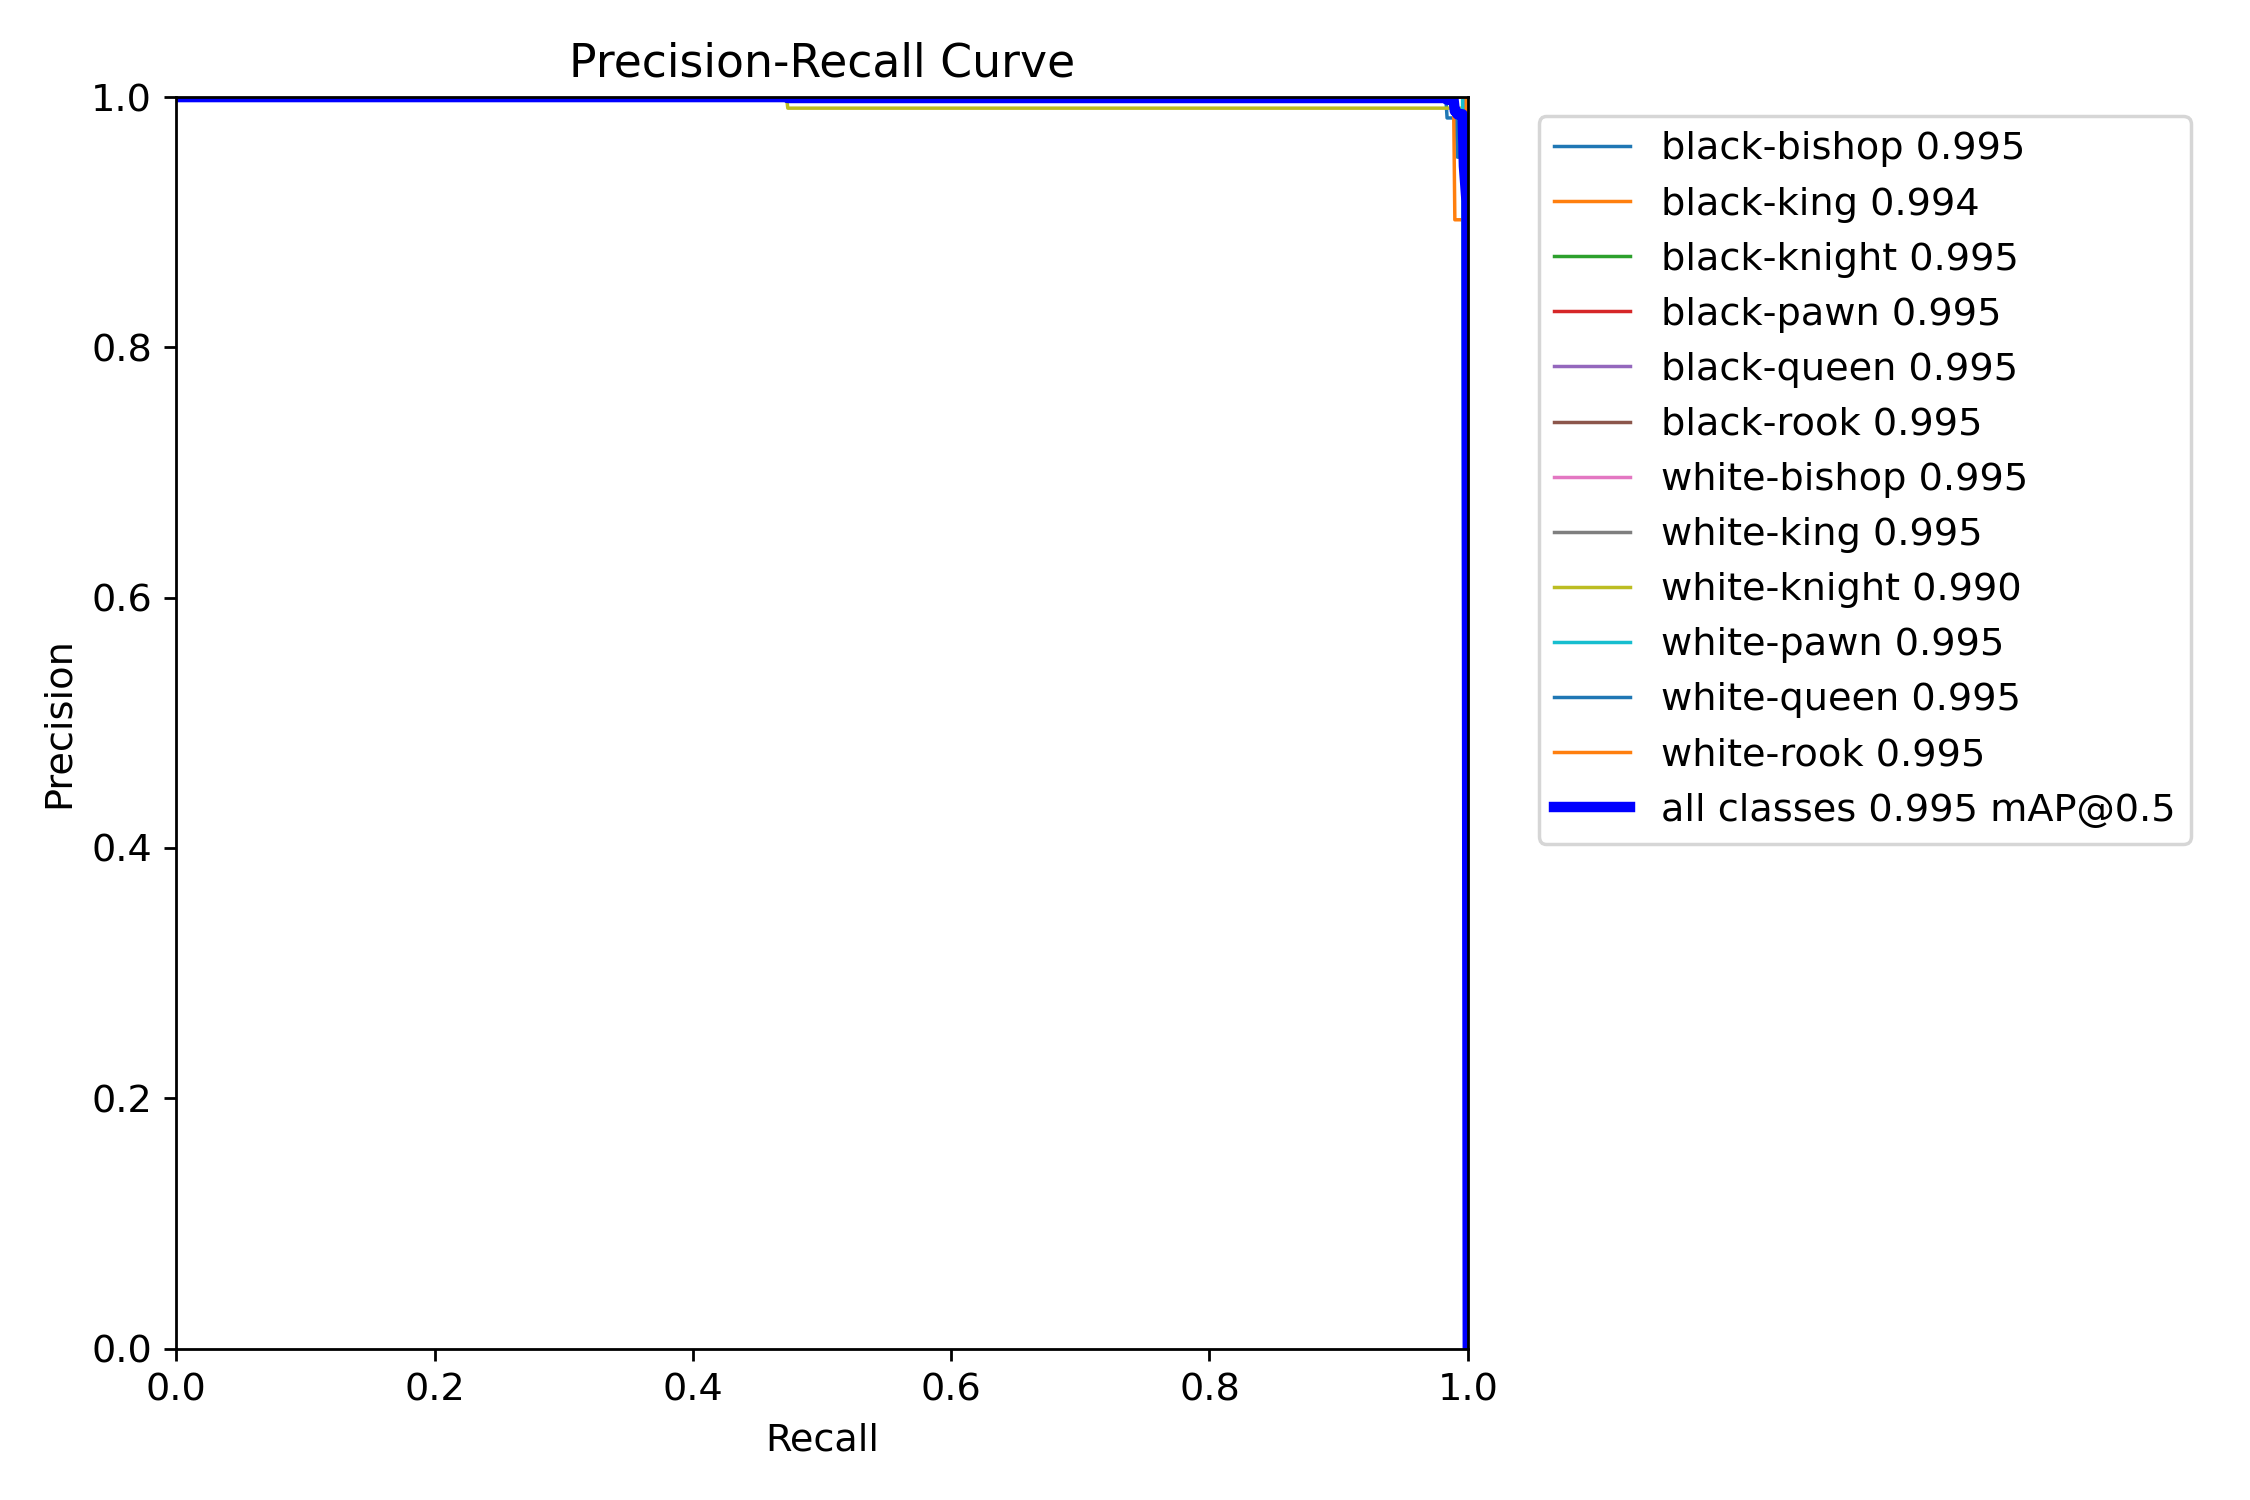 Precision-Recall Curve
1.0
0.8
0.6
0.4
0.2
0.0
Precision
0.0 0.2 0.4 0.6 0.8 1.0
Recall
black-bishop 0.995
black-king 0.994
black-knight 0.995
black-pawn 0.995
black-queen 0.995
black-rook 0.995
white-bishop 0.995
white-king 0.995
white-knight 0.990
white-pawn 0.995
white-queen 0.995
white-rook 0.995
all classes 0.995 mAP@0.5